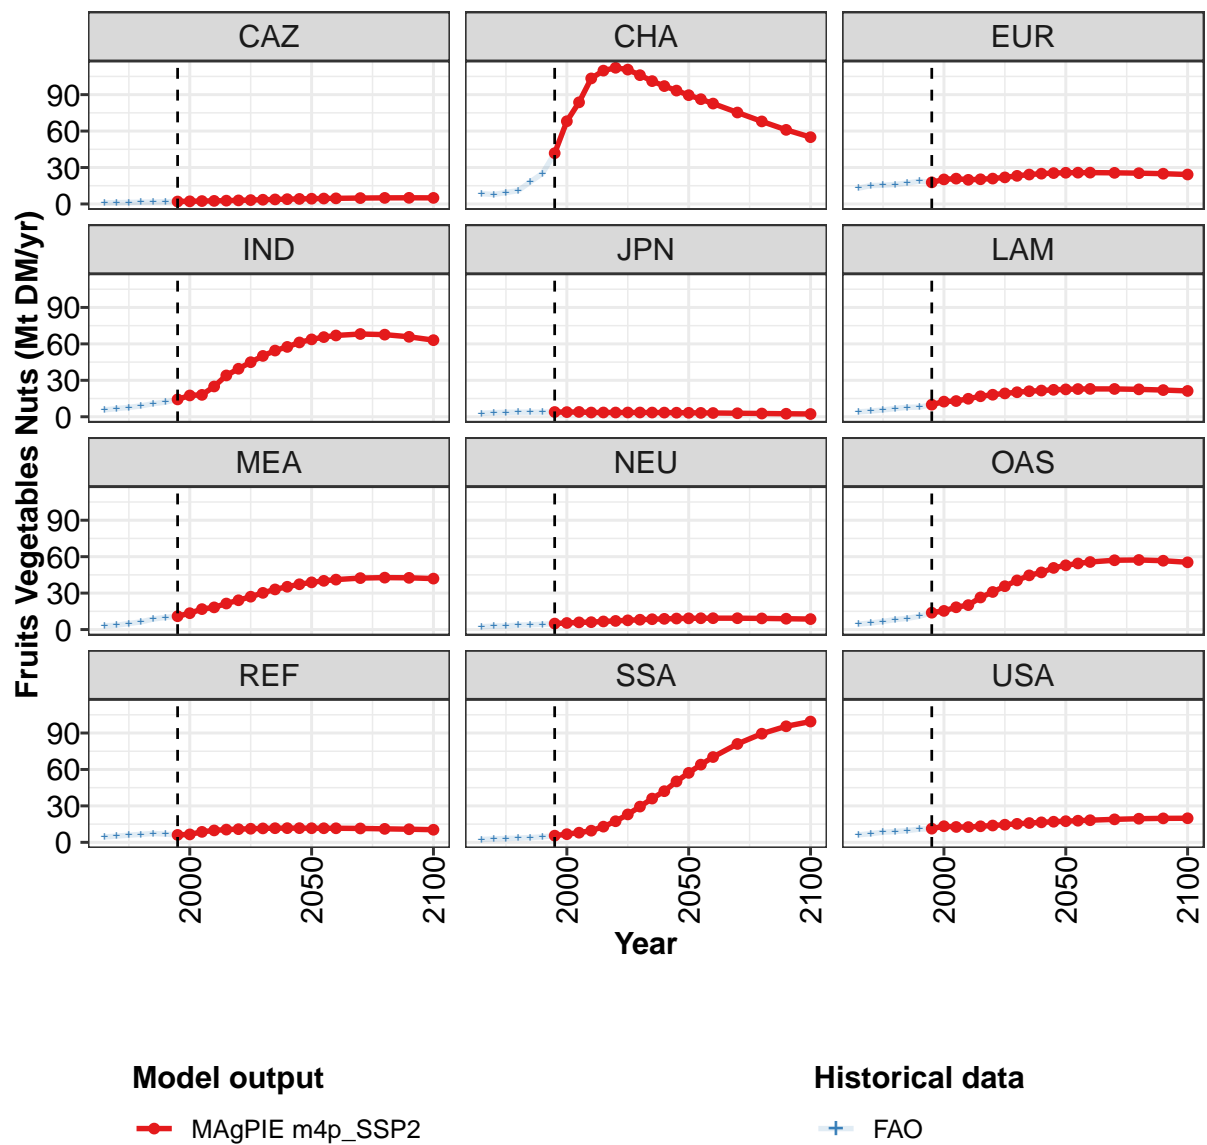 CAZ CHA EUR
90
60
30
0
IND JPN LAM
90
60
30
0
MEA NEU OAS
90
60
30
0
REF SSA USA
90
60
30
0
Fruits Vegetables Nuts (Mt DM/yr)
2000 2050 2100 2000 2050 2100 2000 2050 2100
Year
Model output Historical data
MAgPIE m4p_SSP2 FAO